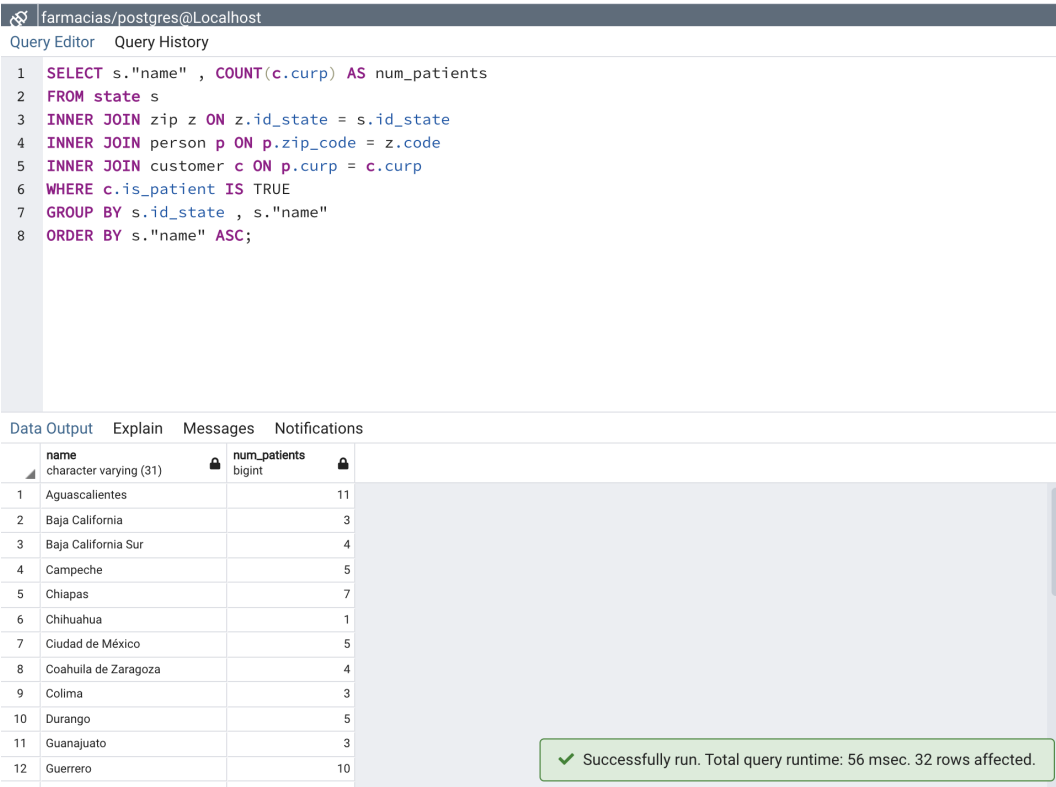 farmacias/postgres@Localhost
Query Editor Query History
1 SELECT s."name" , COUNT(c.curp) AS num_patients
2 FROM state s
3 INNER JOIN zip z ON z.id_state = s.id_state
4 INNER JOIN person p ON p.zip_code = z.code
5 INNER JOIN customer c ON p.curp = c.curp
6 WHERE c.is_patient IS TRUE
7 GROUP BY s.id_state , s."name"
8 ORDER BY s."name" ASC;
Data Output Explain Messages Notifications
name num_patients
character varying (31) bigint
1 Aguascalientes 11
2 Baja California 3
3 Baja California Sur 4
4 Campeche 5
5 Chiapas 7
6 Chihuahua 1
7 Ciudad de México 5
8 Coahuila de Zaragoza 4
9 Colima 3
10 Durango 5
11 Guanajuato 3
12 Guerrero 10
Successfully run. Total query runtime: 56 msec. 32 rows affected.